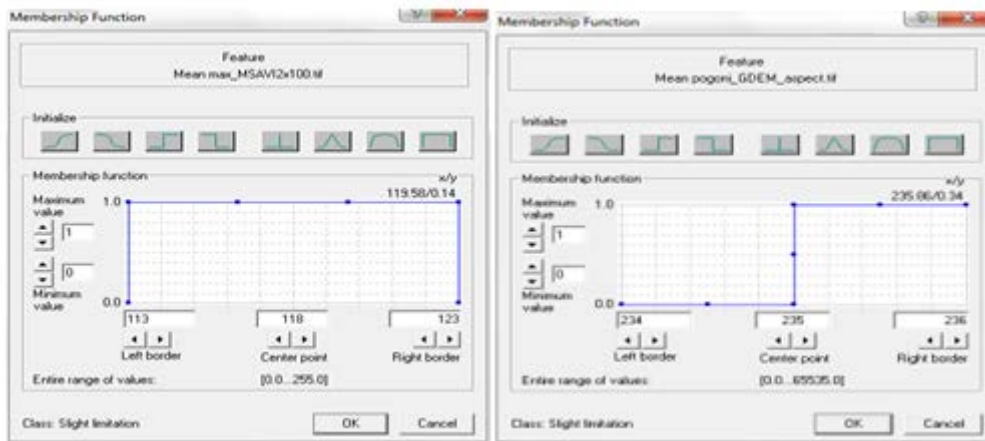 Membership Function
Feature
Mean max_MSAVI2x100.tif
Initialize
Membership function
x/y
119.58/0.14
Maximum
value
1.0
1
0
Minimum
value
0.0
113
118
123
Left border
Center point
Right border
Entire range of values:
[0.0...255.0]
Class: Slight limitation
OK
Cancel
Membership Function
Feature
Mean pogoni_GDEM_aspect.tif
Initialize
Membership function
x/y
235.86/0.34
Maximum
value
1.0
1
0
Minimum
value
0.0
234
235
236
Left border
Center point
Right border
Entire range of values:
[0.0...65535.0]
Class: Slight limitation
OK
Cancel